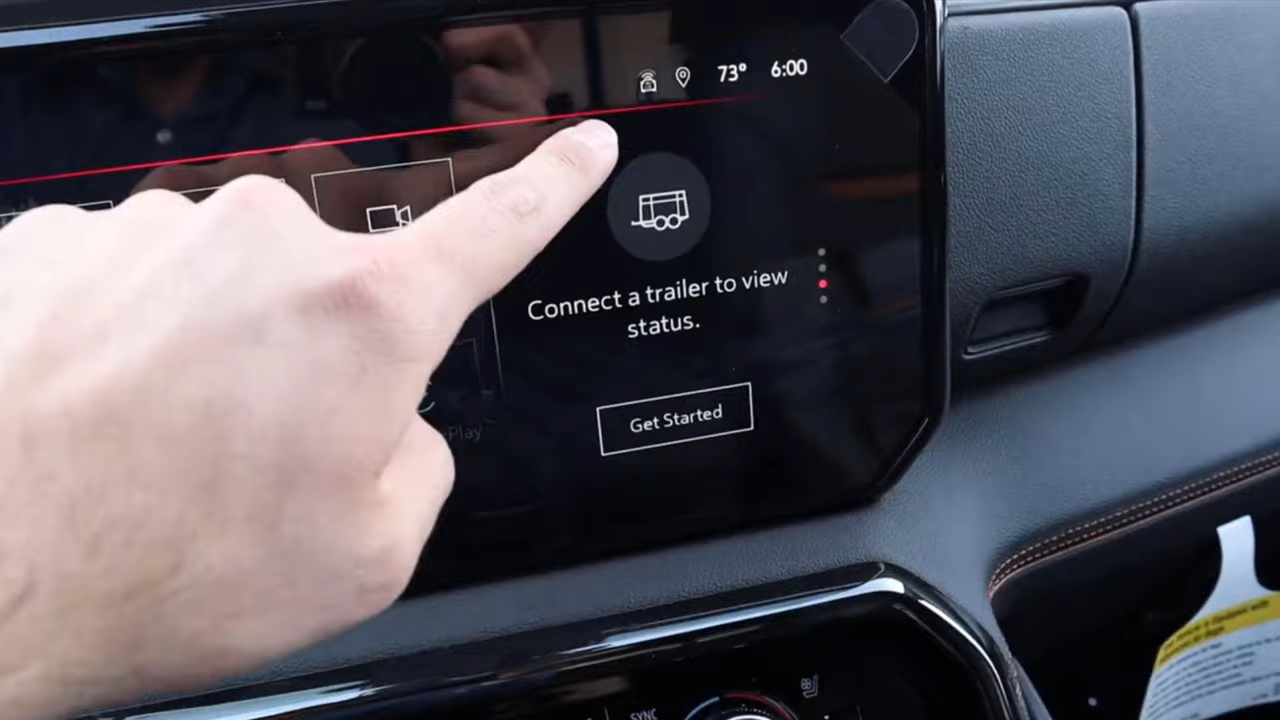 73° 6:00
Connect a trailer to view
status.
Get Started
Play
SYNC